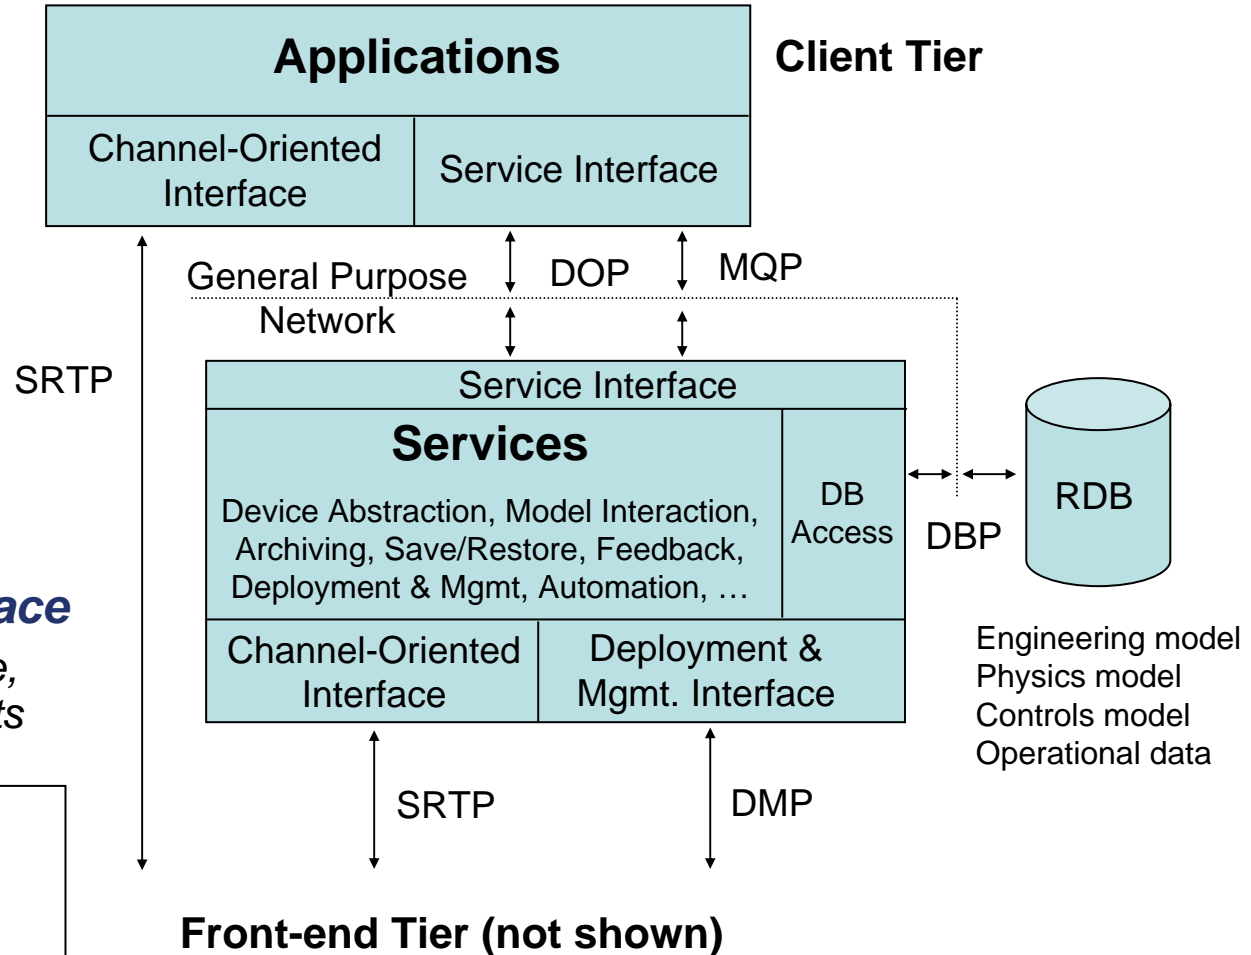 Applications
Client Tier
Channel-Oriented
Interface
Service Interface
General Purpose
Network
DOP
MQP
SRTP
Service Interface
Services
Device Abstraction, Model Interaction,
Archiving, Save/Restore, Feedback,
Deployment & Mgmt, Automation, …
DB
Access
DBP
RDB
Engineering model
Physics model
Controls model
Operational data
Channel-Oriented
Interface
Deployment &
Mgmt. Interface
SRTP
DMP
Front-end Tier (not shown)